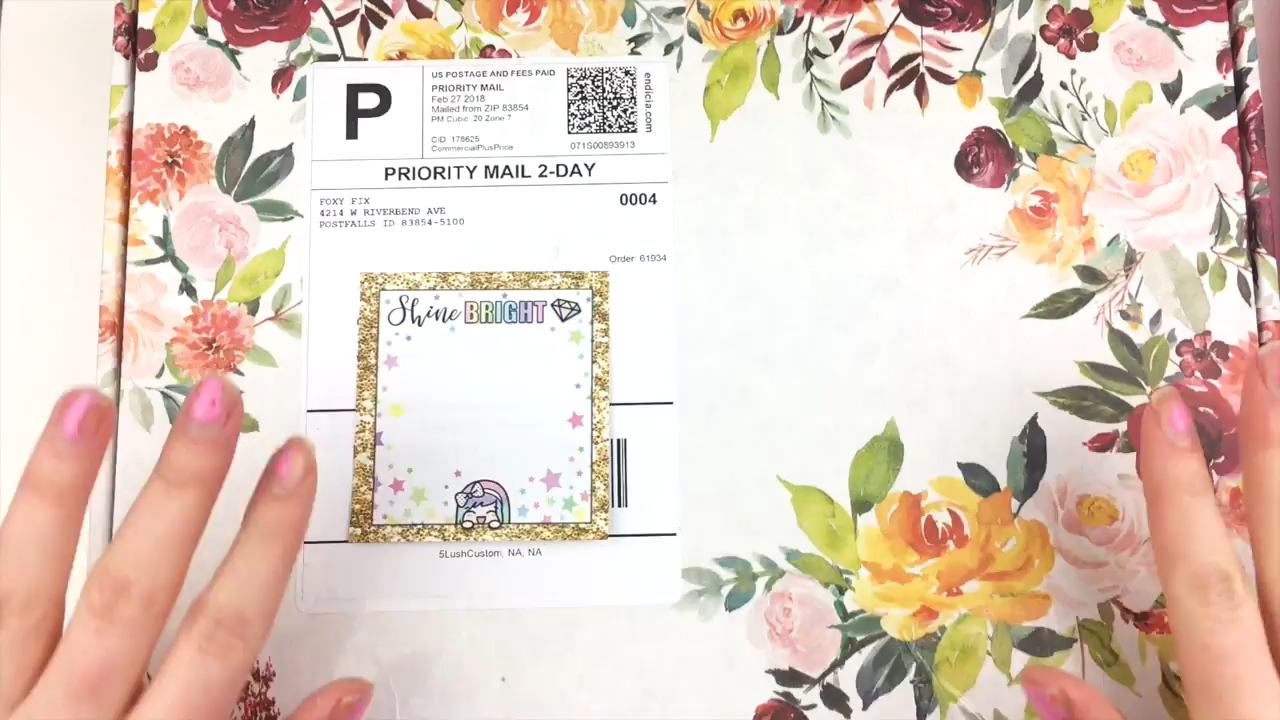 P
US POSTAGE AND FEES PAID
PRIORITY MAIL
Feb 27 2018
Mailed from ZIP 83854
PM Cubic .20 Zone 7
CID 178625
CommercialPlusPrice
endicia.com
071S00893913
PRIORITY MAIL 2-DAY
FOXY FIX
4214 W RIVERBEND AVE
POSTFALLS ID 83854-5100
0004
Order: 61934
Shine BRIGHT
5LushCustom, NA, NA